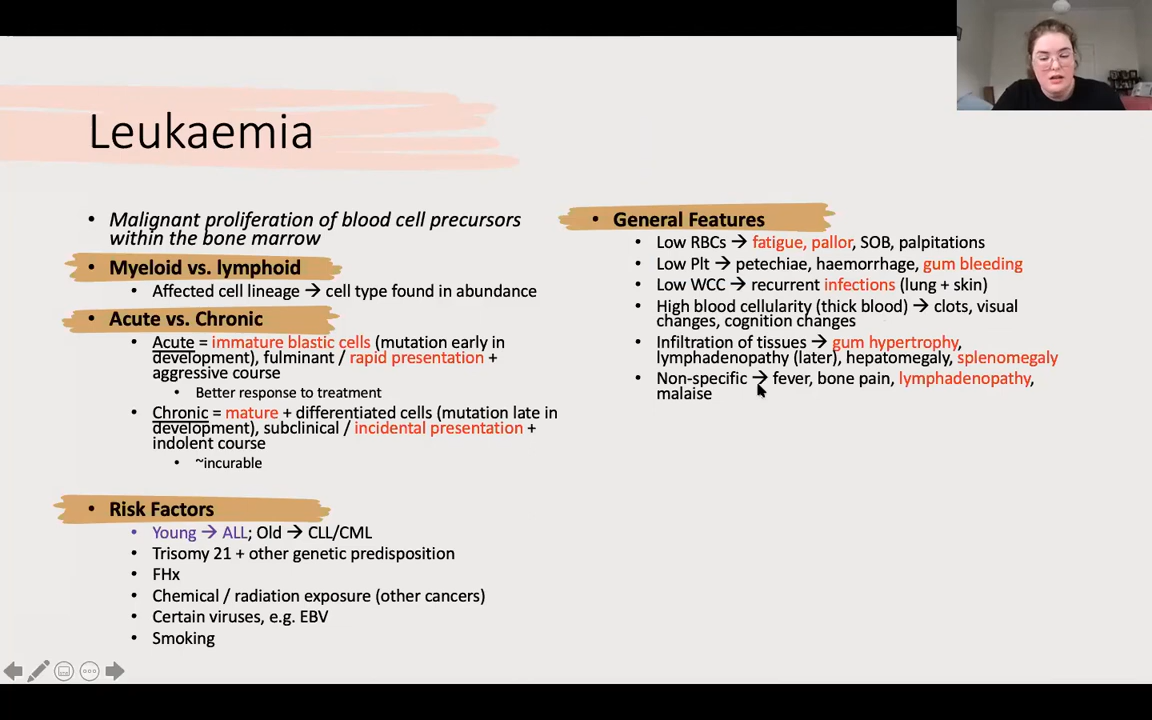 Leukaemia
• Malignant proliferation of blood cell precursors
within the bone marrow
• Myeloid vs. lymphoid
• Affected cell lineage → cell type found in abundance
• Acute vs. Chronic
• Acute = immature blastic cells (mutation early in
development), fulminant / rapid presentation +
aggressive course
• Better response to treatment
• Chronic = mature + differentiated cells (mutation late in
development), subclinical / incidental presentation +
indolent course
• ~incurable
• Risk Factors
• Young → ALL; Old → CLL/CML
• Trisomy 21 + other genetic predisposition
• FHx
• Chemical / radiation exposure (other cancers)
• Certain viruses, e.g. EBV
• Smoking
• General Features
• Low RBCs → fatigue, pallor, SOB, palpitations
• Low Plt → petechiae, haemorrhage, gum bleeding
• Low WCC → recurrent infections (lung + skin)
• High blood cellularity (thick blood) → clots, visual
changes, cognition changes
• Infiltration of tissues → gum hypertrophy,
lymphadenopathy (later), hepatomegaly, splenomegaly
• Non-specific → fever, bone pain, lymphadenopathy,
malaise